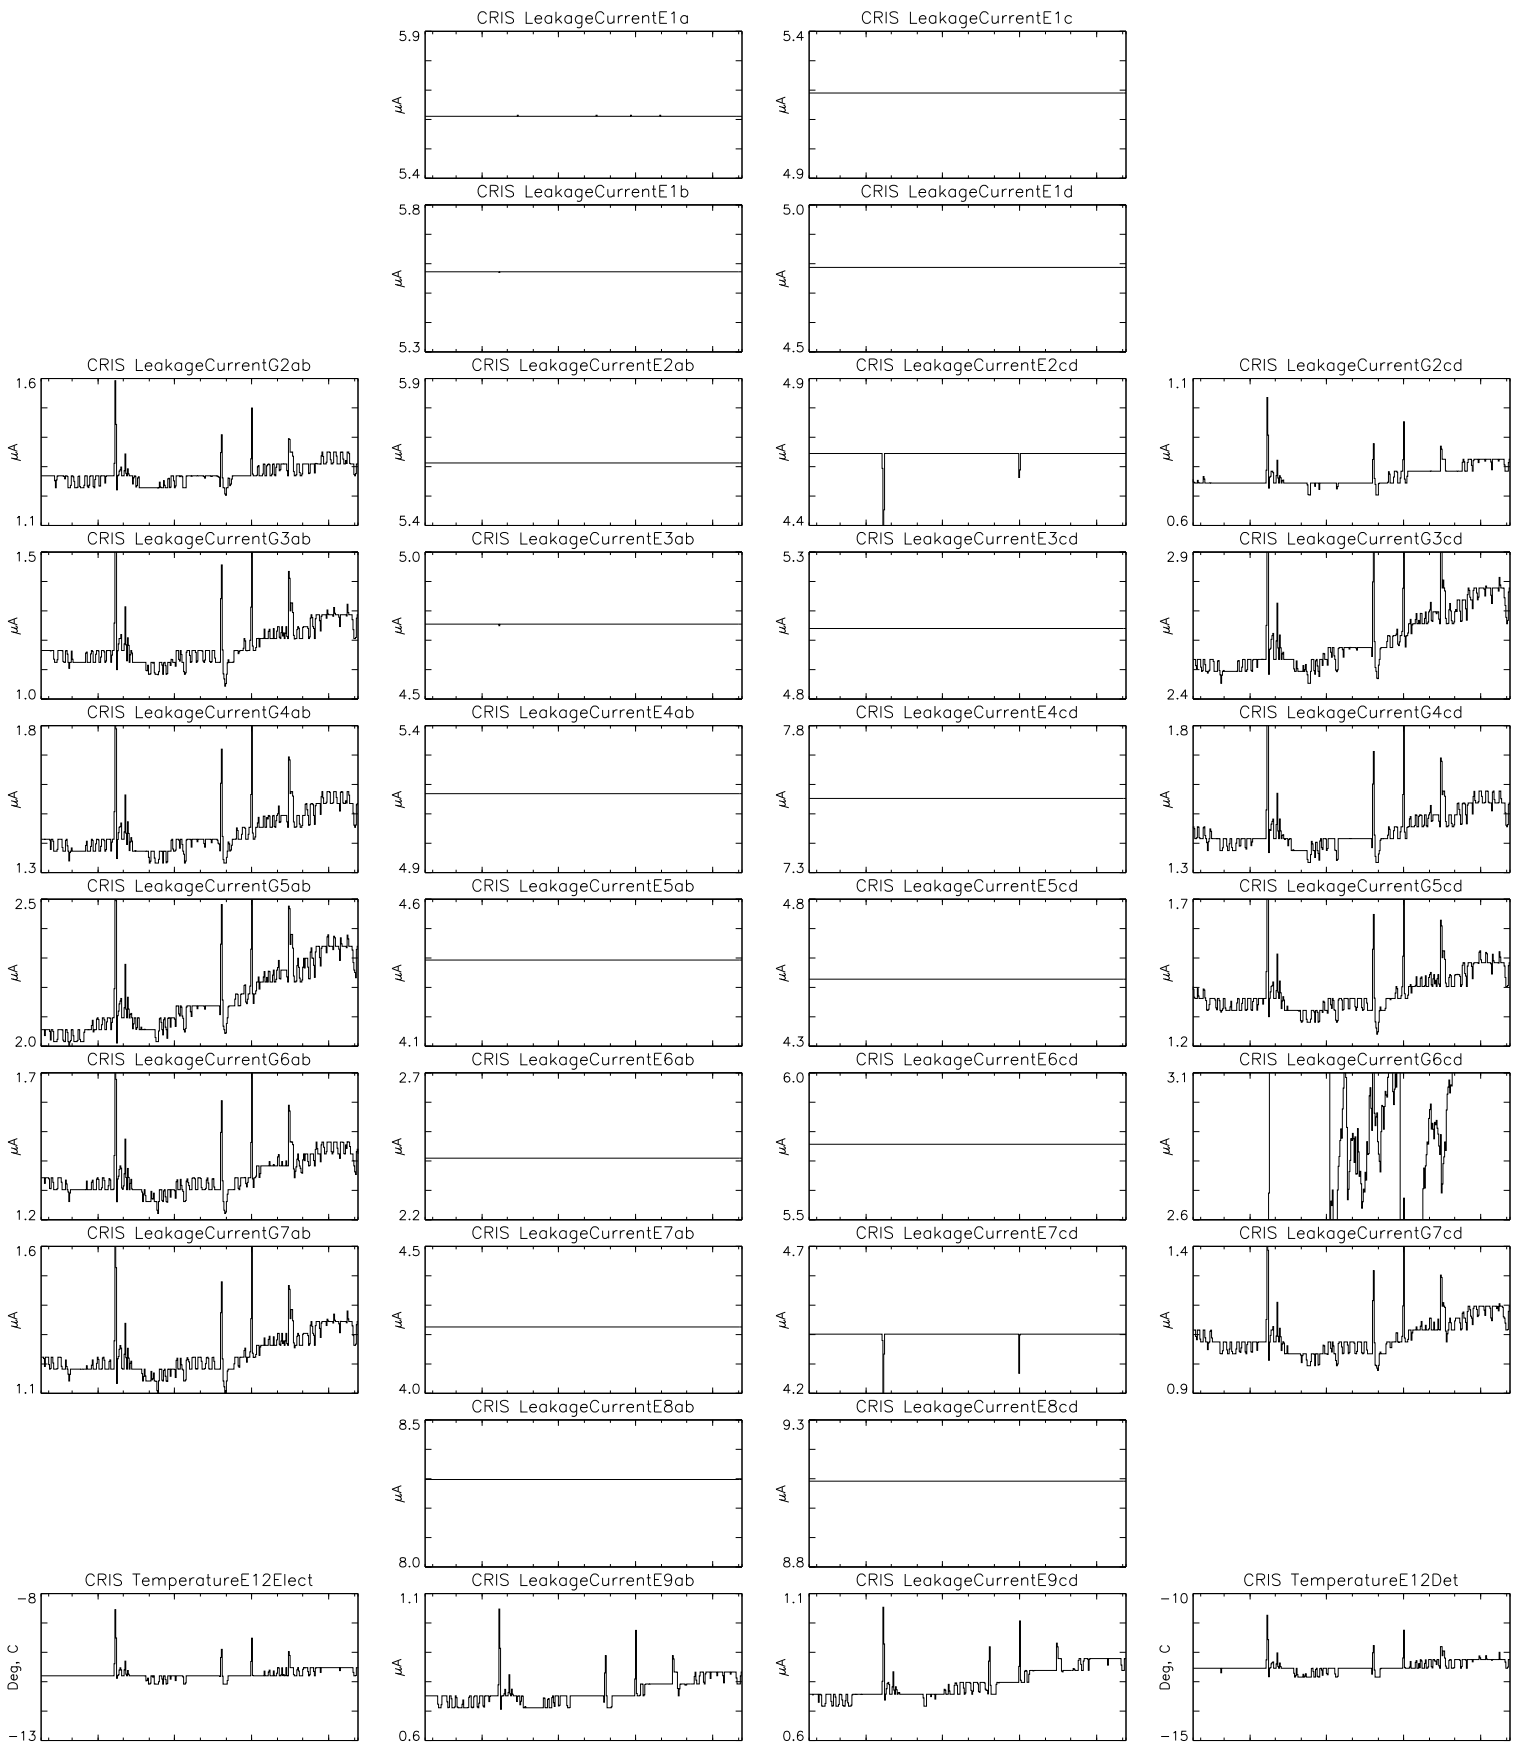 CRIS LeakageCurrentE1a
5.9
μA
5.4
CRIS LeakageCurrentE1c
5.4
μA
4.9
CRIS LeakageCurrentE1b
5.8
μA
5.3
CRIS LeakageCurrentE1d
5.0
μA
4.5
CRIS LeakageCurrentG2ab
1.6
μA
1.1
CRIS LeakageCurrentE2ab
5.9
μA
5.4
CRIS LeakageCurrentE2cd
4.9
μA
4.4
CRIS LeakageCurrentG2cd
1.1
μA
0.6
CRIS LeakageCurrentG3ab
1.5
μA
1.0
CRIS LeakageCurrentE3ab
5.0
μA
4.5
CRIS LeakageCurrentE3cd
5.3
μA
4.8
CRIS LeakageCurrentG3cd
2.9
μA
2.4
CRIS LeakageCurrentG4ab
1.8
μA
1.3
CRIS LeakageCurrentE4ab
5.4
μA
4.9
CRIS LeakageCurrentE4cd
7.8
μA
7.3
CRIS LeakageCurrentG4cd
1.8
μA
1.3
CRIS LeakageCurrentG5ab
2.5
μA
2.0
CRIS LeakageCurrentE5ab
4.6
μA
4.1
CRIS LeakageCurrentE5cd
4.8
μA
4.3
CRIS LeakageCurrentG5cd
1.7
μA
1.2
CRIS LeakageCurrentG6ab
1.7
μA
1.2
CRIS LeakageCurrentE6ab
2.7
μA
2.2
CRIS LeakageCurrentE6cd
6.0
μA
5.5
CRIS LeakageCurrentG6cd
3.1
μA
2.6
CRIS LeakageCurrentG7ab
1.6
μA
1.1
CRIS LeakageCurrentE7ab
4.5
μA
4.0
CRIS LeakageCurrentE7cd
4.7
μA
4.2
CRIS LeakageCurrentG7cd
1.4
μA
0.9
CRIS LeakageCurrentE8ab
8.5
μA
8.0
CRIS LeakageCurrentE8cd
9.3
μA
8.8
CRIS TemperatureE12Elect
−8
Deg, C
−13
CRIS LeakageCurrentE9ab
1.1
μA
0.6
CRIS LeakageCurrentE9cd
1.1
μA
0.6
CRIS TemperatureE12Det
−10
Deg, C
−15